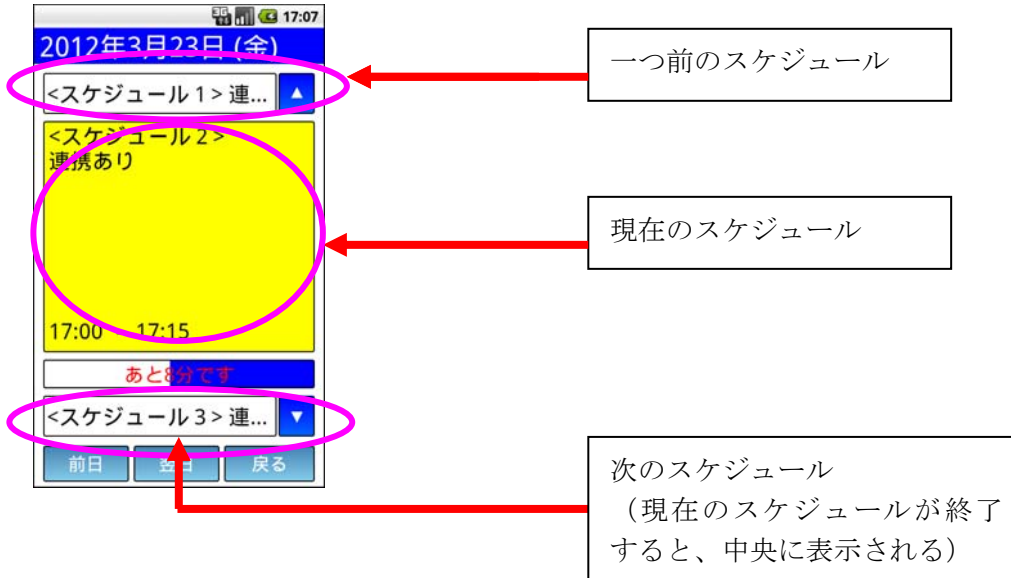 3G
17:07
2012年3月23日 (金)
<スケジュール 1> 連...
▲
<スケジュール 2>
連携あり
17:00 ~ 17:15
あと8分です
<スケジュール 3> 連...
▼
前日
翌日
戻る
一つ前のスケジュール
現在のスケジュール
次のスケジュール
(現在のスケジュールが終了
すると、中央に表示される)